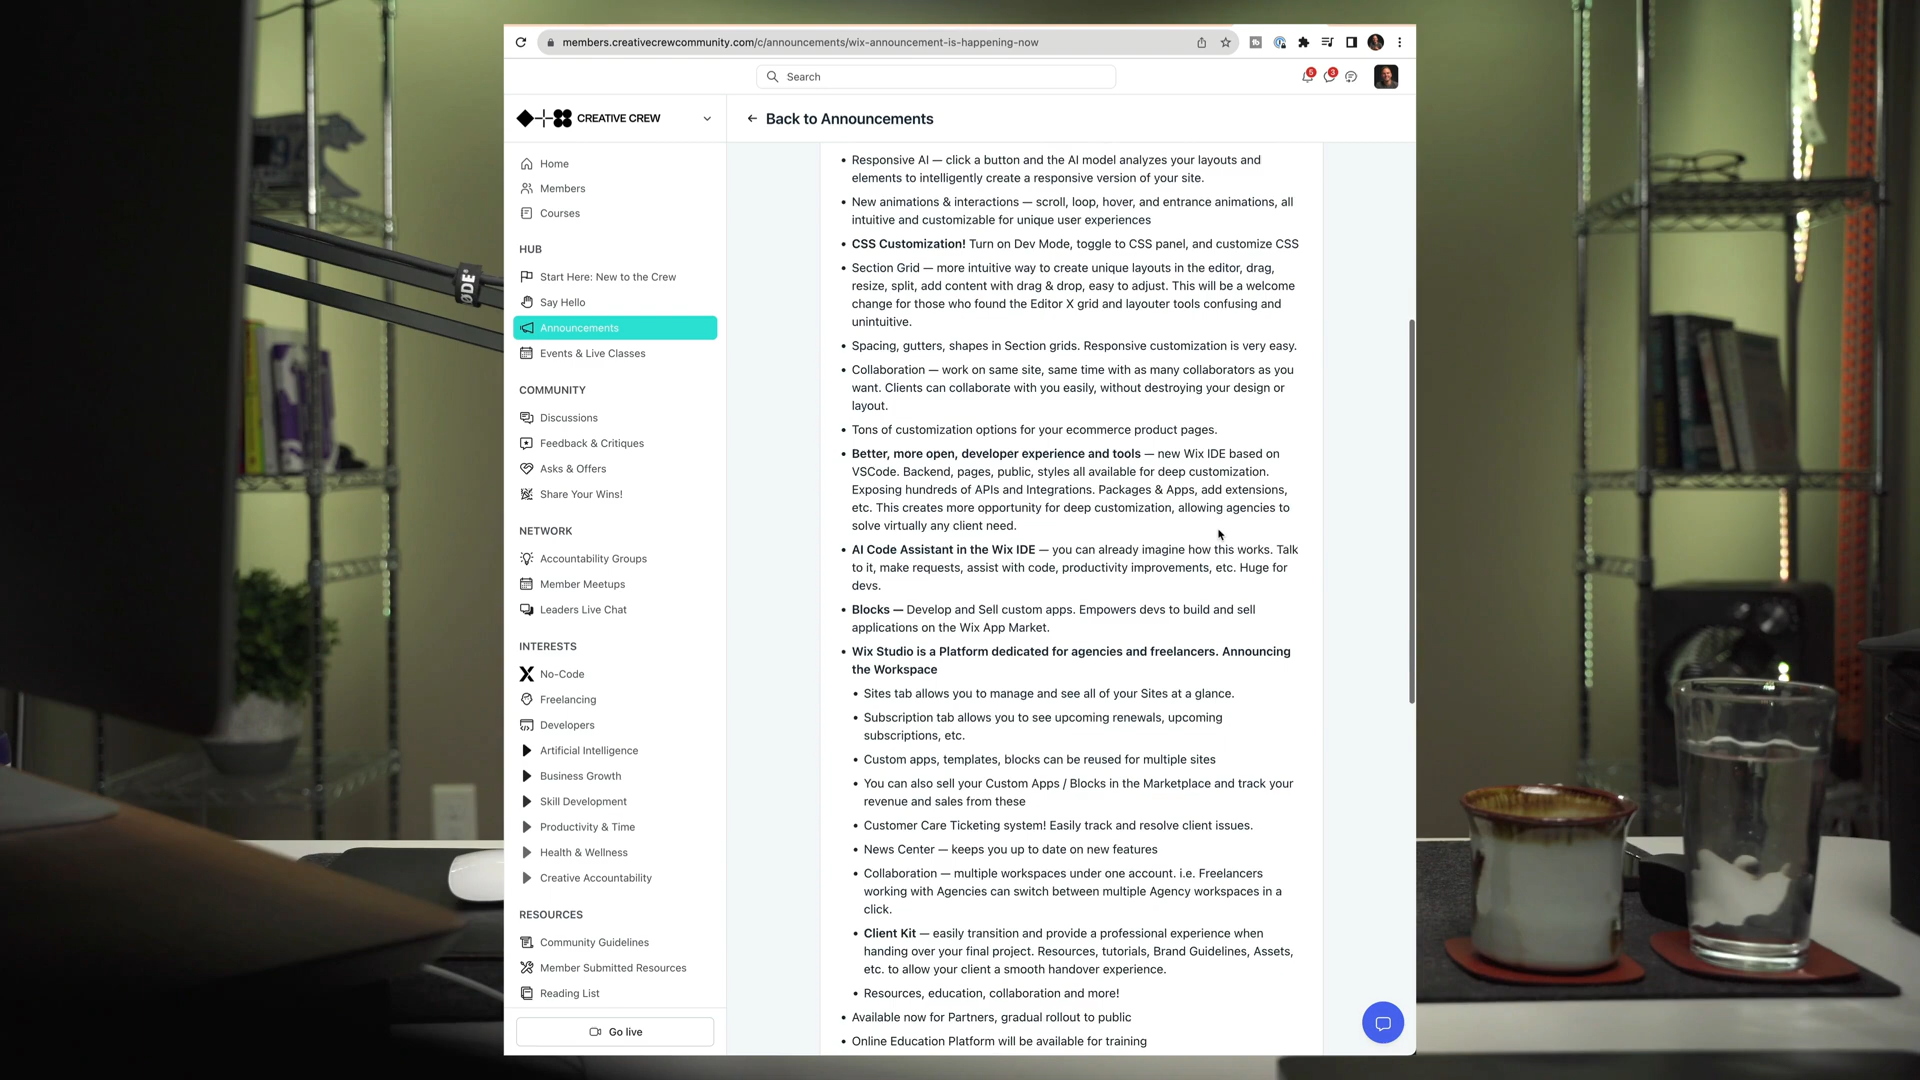 members.creativecrewcommunity.com/c/announcements/wix-announcement-is-happening-now
Search
5
3
CREATIVE CREW
Back to Announcements
Home
Members
Courses
HUB
Start Here: New to the Crew
Say Hello
Announcements
Events & Live Classes
COMMUNITY
Discussions
Feedback & Critiques
Asks & Offers
Share Your Wins!
NETWORK
Accountability Groups
Member Meetups
Leaders Live Chat
INTERESTS
No-Code
Freelancing
Developers
Artificial Intelligence
Business Growth
Skill Development
Productivity & Time
Health & Wellness
Creative Accountability
RESOURCES
Community Guidelines
Member Submitted Resources
Reading List
Go live
• Responsive AI — click a button and the AI model analyzes your layouts and
elements to intelligently create a responsive version of your site.
• New animations & interactions — scroll, loop, hover, and entrance animations, all
intuitive and customizable for unique user experiences
• CSS Customization! Turn on Dev Mode, toggle to CSS panel, and customize CSS
• Section Grid — more intuitive way to create unique layouts in the editor, drag,
resize, split, add content with drag & drop, easy to adjust. This will be a welcome
change for those who found the Editor X grid and layouter tools confusing and
unintuitive.
• Spacing, gutters, shapes in Section grids. Responsive customization is very easy.
• Collaboration — work on same site, same time with as many collaborators as you
want. Clients can collaborate with you easily, without destroying your design or
layout.
• Tons of customization options for your ecommerce product pages.
• Better, more open, developer experience and tools — new Wix IDE based on
VSCode. Backend, pages, public, styles all available for deep customization.
Exposing hundreds of APIs and Integrations. Packages & Apps, add extensions,
etc. This creates more opportunity for deep customization, allowing agencies to
solve virtually any client need.
• AI Code Assistant in the Wix IDE — you can already imagine how this works. Talk
to it, make requests, assist with code, productivity improvements, etc. Huge for
devs.
• Blocks — Develop and Sell custom apps. Empowers devs to build and sell
applications on the Wix App Market.
• Wix Studio is a Platform dedicated for agencies and freelancers. Announcing
the Workspace
• Sites tab allows you to manage and see all of your Sites at a glance.
• Subscription tab allows you to see upcoming renewals, upcoming
subscriptions, etc.
• Custom apps, templates, blocks can be reused for multiple sites
• You can also sell your Custom Apps / Blocks in the Marketplace and track your
revenue and sales from these
• Customer Care Ticketing system! Easily track and resolve client issues.
• News Center — keeps you up to date on new features
• Collaboration — multiple workspaces under one account. i.e. Freelancers
working with Agencies can switch between multiple Agency workspaces in a
click.
• Client Kit — easily transition and provide a professional experience when
handing over your final project. Resources, tutorials, Brand Guidelines, Assets,
etc. to allow your client a smooth handover experience.
• Resources, education, collaboration and more!
• Available now for Partners, gradual rollout to public
• Online Education Platform will be available for training